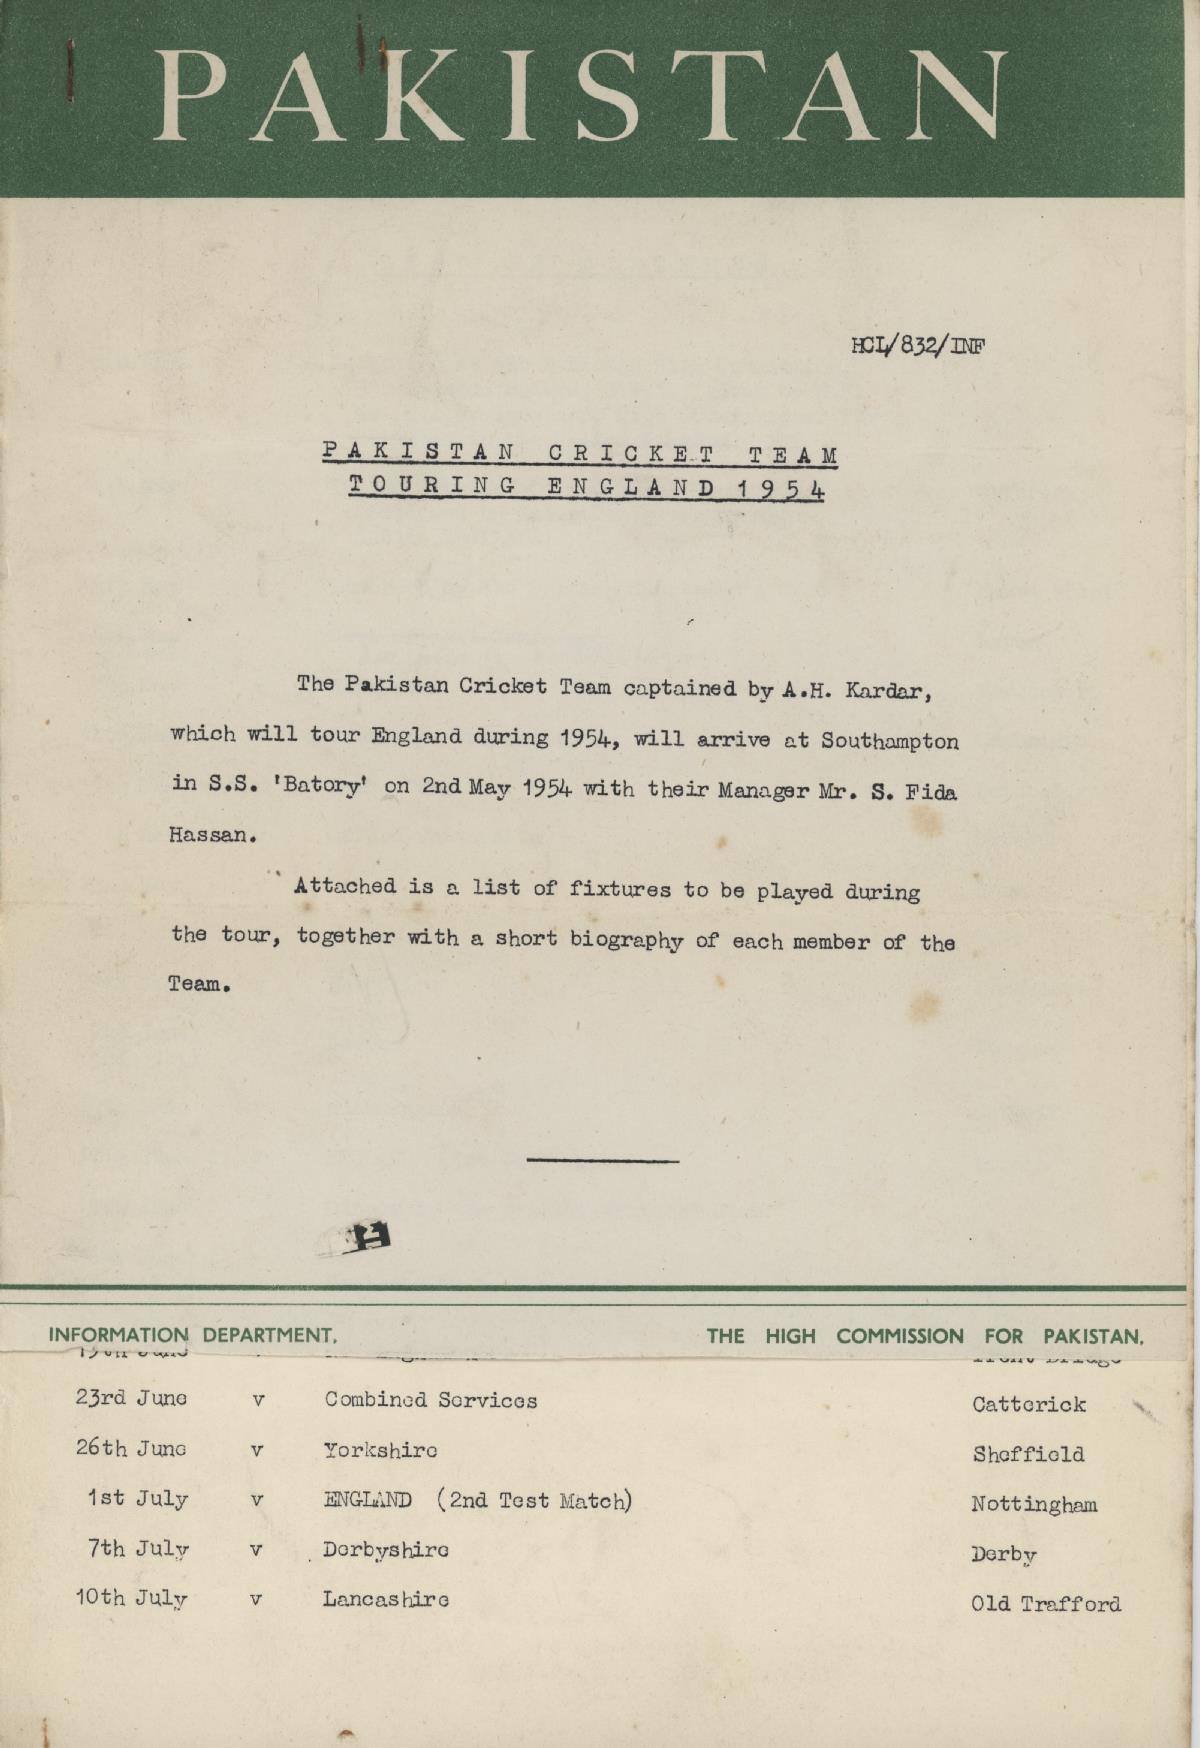 PAKISTAN
HCL/832/INF
PAKISTAN CRICKET TEAM
TOURING ENGLAND 1954
The Pakistan Cricket Team captained by A.H. Kardar,
which will tour England during 1954, will arrive at Southampton
in S.S. 'Batory' on 2nd May 1954 with their Manager Mr. S. Fida
Hassan.
Attached is a list of fixtures to be played during
the tour, together with a short biography of each member of the
Team.
INFORMATION DEPARTMENT. THE HIGH COMMISSION FOR PAKISTAN.
19th June v Trent Bridge
23rd June v Combined Services Catterick
26th June v Yorkshire Sheffield
1st July v ENGLAND (2nd Test Match) Nottingham
7th July v Derbyshire Derby
10th July v Lancashire Old Trafford